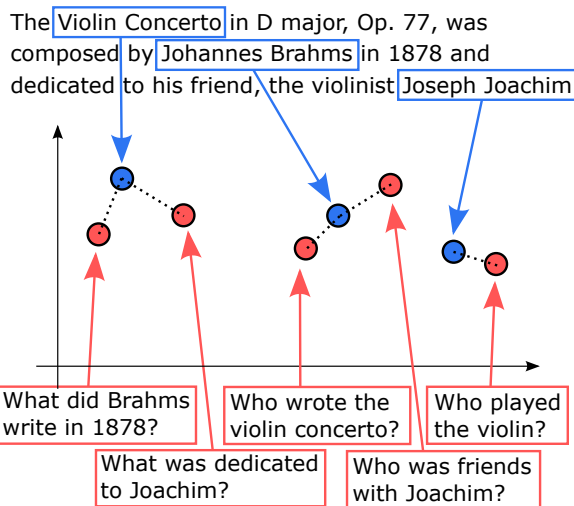 The Violin Concerto in D major, Op. 77, was
composed by Johannes Brahms in 1878 and
dedicated to his friend, the violinist Joseph Joachim
What did Brahms
write in 1878?
Who wrote the
violin concerto?
Who played
the violin?
What was dedicated
to Joachim?
Who was friends
with Joachim?